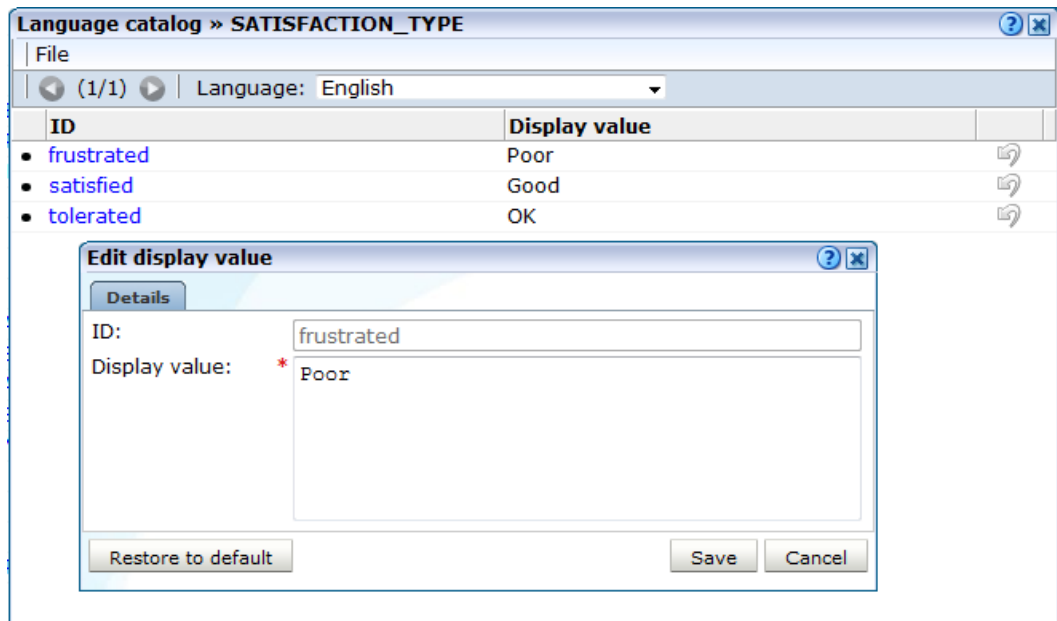 Language catalog » SATISFACTION_TYPE
File
(1/1) Language: English
ID Display value
frustrated Poor
satisfied Good
tolerated OK
Edit display value
Details
ID: frustrated
Display value: * Poor
Restore to default Save Cancel